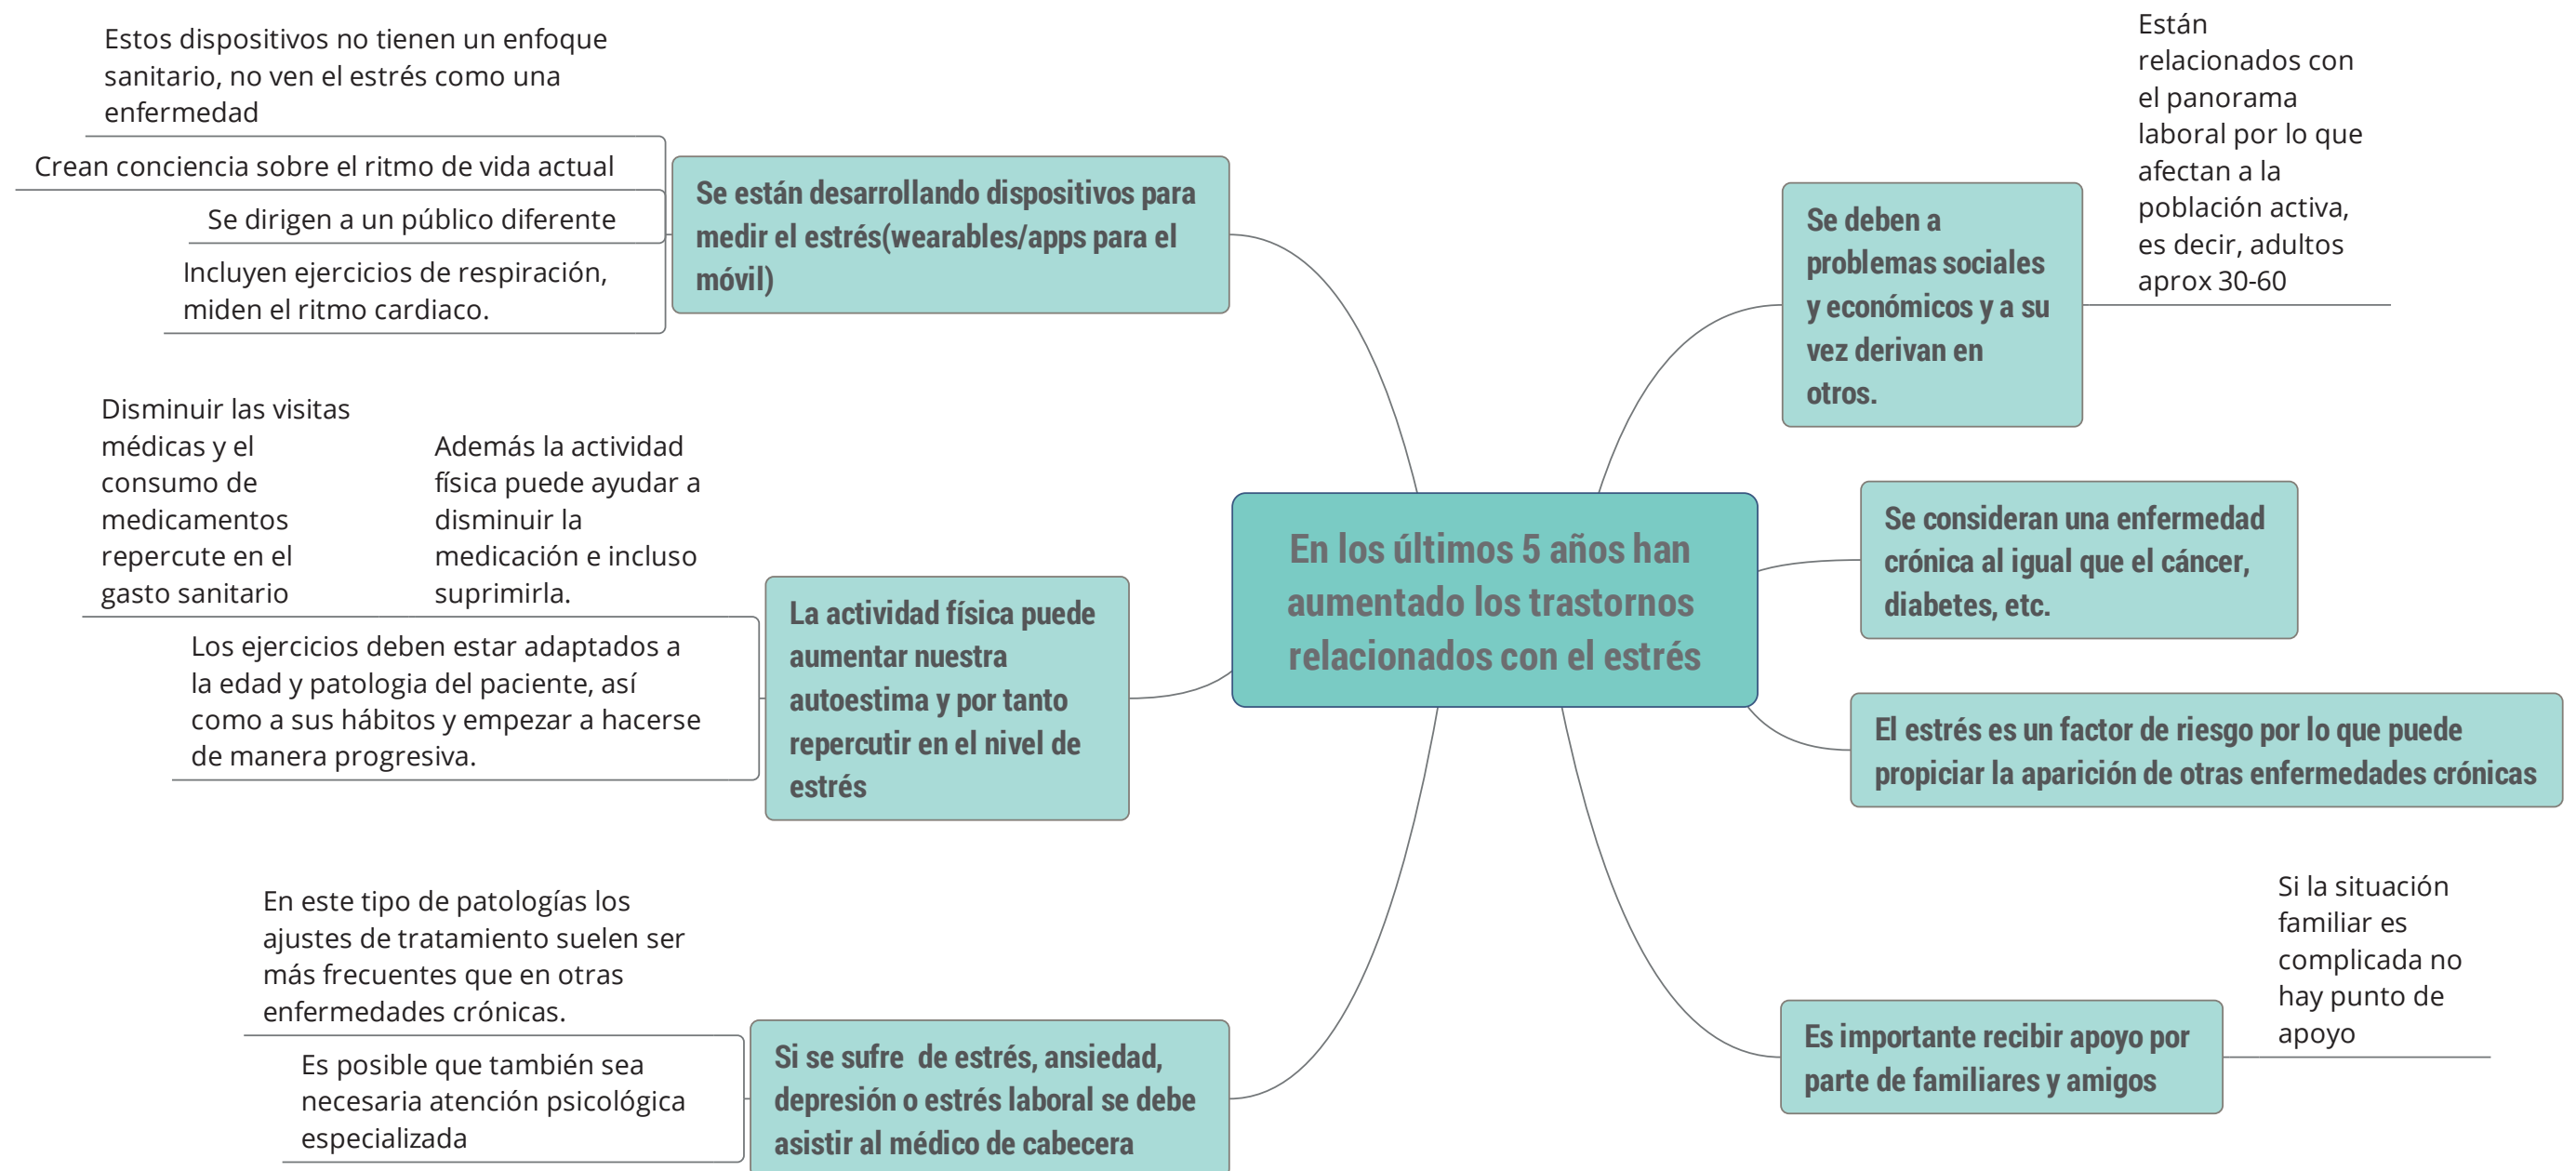 En los últimos 5 años han
aumentado los trastornos
relacionados con el estrés
Se deben a
problemas sociales
y económicos y a su
vez derivan en
otros.
Están
relacionados con
el panorama
laboral por lo que
afectan a la
población activa,
es decir, adultos
aprox 30-60
Se consideran una enfermedad
crónica al igual que el cáncer,
diabetes, etc.
El estrés es un factor de riesgo por lo que puede
propiciar la aparición de otras enfermedades crónicas
Es importante recibir apoyo por
parte de familiares y amigos
Si la situación
familiar es
complicada no
hay punto de
apoyo
Se están desarrollando dispositivos para
medir el estrés(wearables/apps para el
móvil)
Estos dispositivos no tienen un enfoque
sanitario, no ven el estrés como una
enfermedad
Crean conciencia sobre el ritmo de vida actual
Se dirigen a un público diferente
Incluyen ejercicios de respiración,
miden el ritmo cardiaco.
La actividad física puede
aumentar nuestra
autoestima y por tanto
repercutir en el nivel de
estrés
Además la actividad
física puede ayudar a
disminuir la
medicación e incluso
suprimirla.
Disminuir las visitas
médicas y el
consumo de
medicamentos
repercute en el
gasto sanitario
Los ejercicios deben estar adaptados a
la edad y patologia del paciente, así
como a sus hábitos y empezar a hacerse
de manera progresiva.
Si se sufre  de estrés, ansiedad,
depresión o estrés laboral se debe
asistir al médico de cabecera
En este tipo de patologías los
ajustes de tratamiento suelen ser
más frecuentes que en otras
enfermedades crónicas.
Es posible que también sea
necesaria atención psicológica
especializada